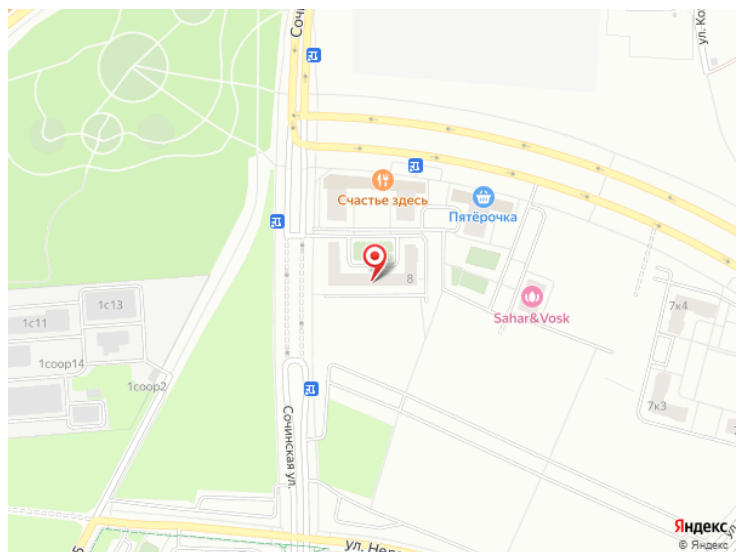 Соч
ул. Ко
Счастье здесь
Пятёрочка
8
Sahar&Vosk
1с13
1с11
1соор14
1соор2
7к4
7к3
Сочинская ул.
ул. Нед
Яндекс
© Яндекс